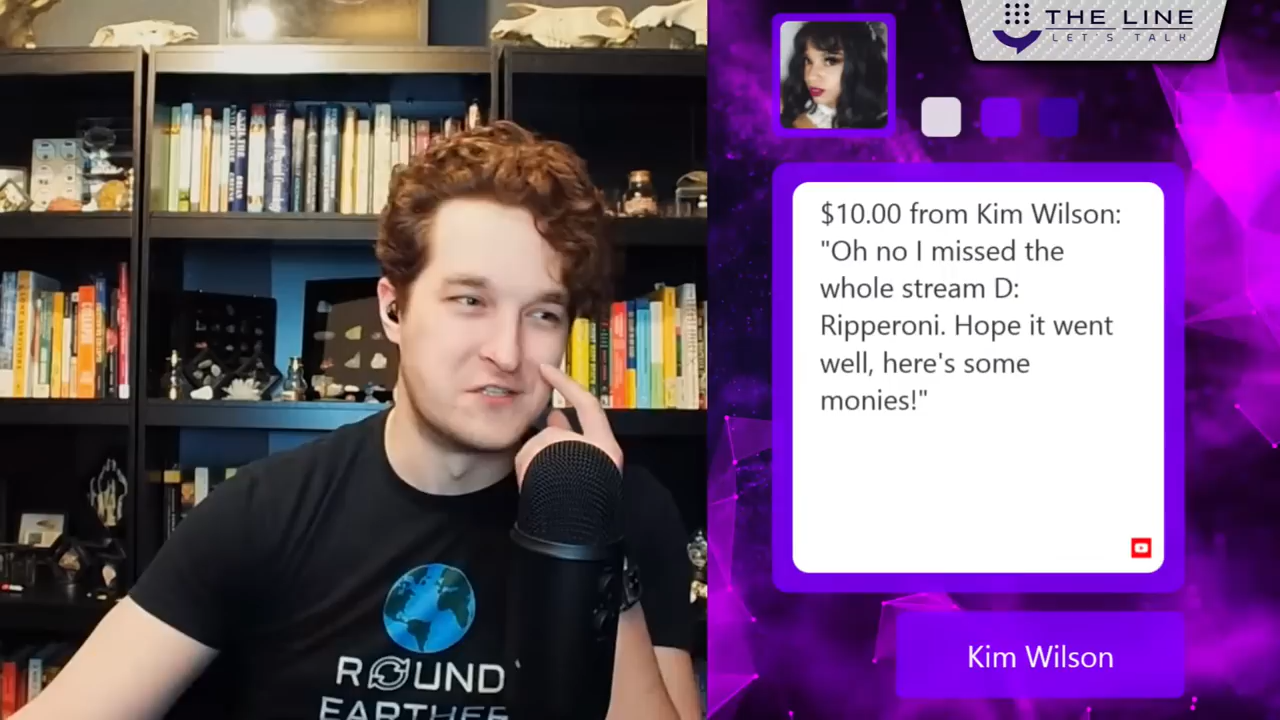 THE LINE
LET'S TALK
$10.00 from Kim Wilson:
"Oh no I missed the
whole stream D:
Ripperoni. Hope it went
well, here's some
monies!"
Kim Wilson
ROUND
EARTHER